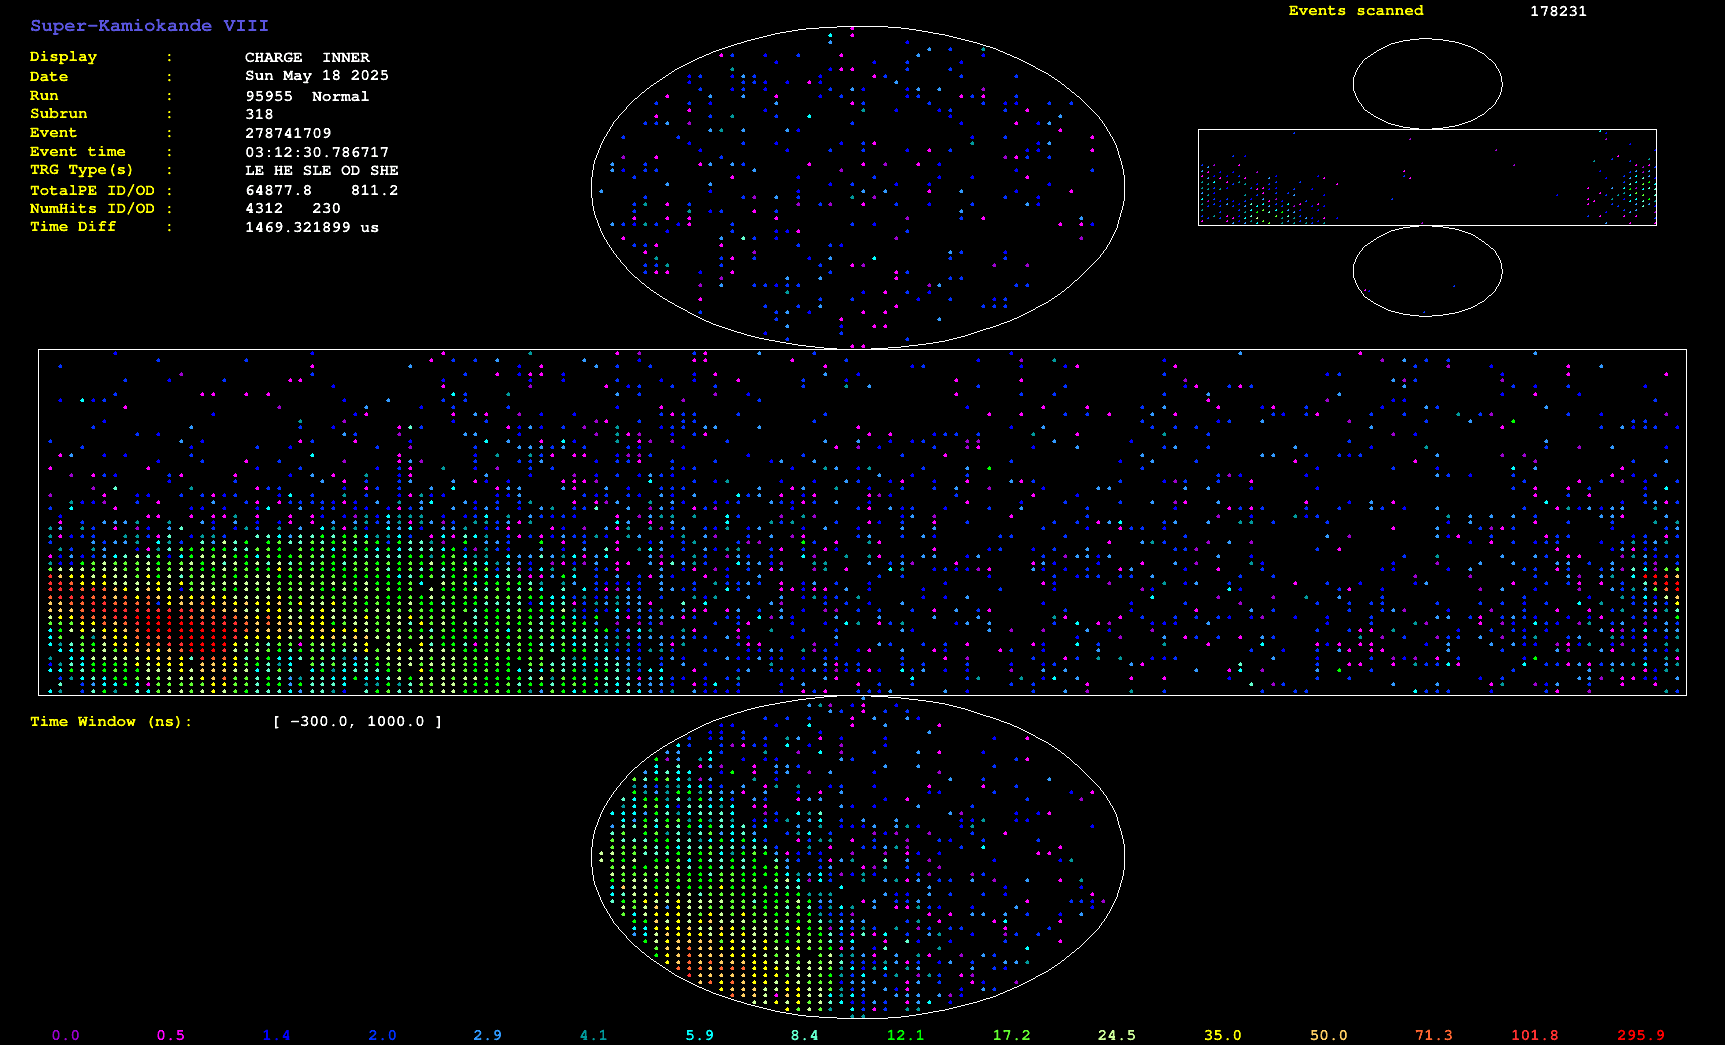 Super-Kamiokande VIII
Events scanned 178231
Display : CHARGE INNER
Date : Sun May 18 2025
Run : 95955 Normal
Subrun : 318
Event : 278741709
Event time : 03:12:30.786717
TRG Type(s) : LE HE SLE OD SHE
TotalPE ID/OD : 64877.8 811.2
NumHits ID/OD : 4312 230
Time Diff : 1469.321899 us
Time Window (ns): [ -300.0, 1000.0 ]
0.0 0.5 1.4 2.0 2.9 4.1 5.9 8.4 12.1 17.2 24.5 35.0 50.0 71.3 101.8 295.9